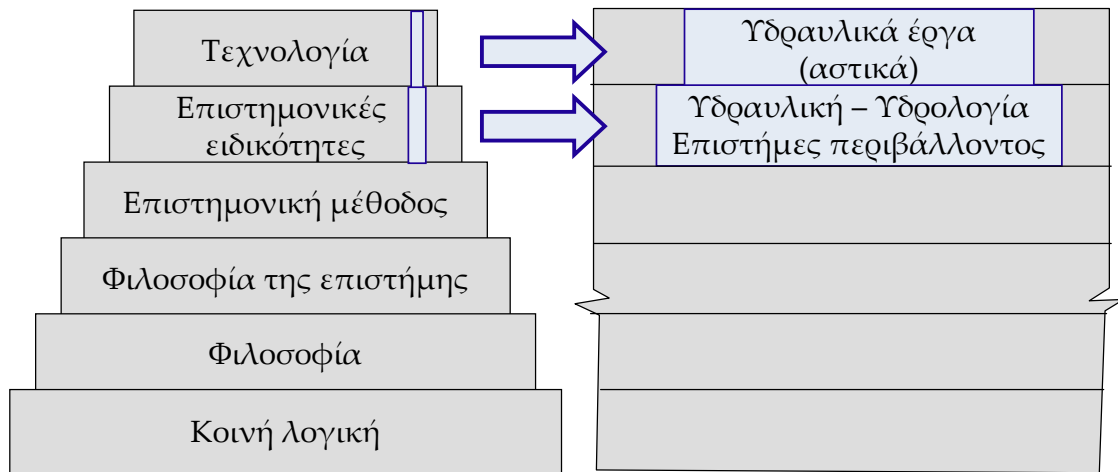 Τεχνολογία
Επιστημονικές
ειδικότητες
Επιστημονική μέθοδος
Φιλοσοφία της επιστήμης
Φιλοσοφία
Κοινή λογική
Υδραυλικά έργα
(αστικά)
Υδραυλική – Υδρολογία
Επιστήμες περιβάλλοντος